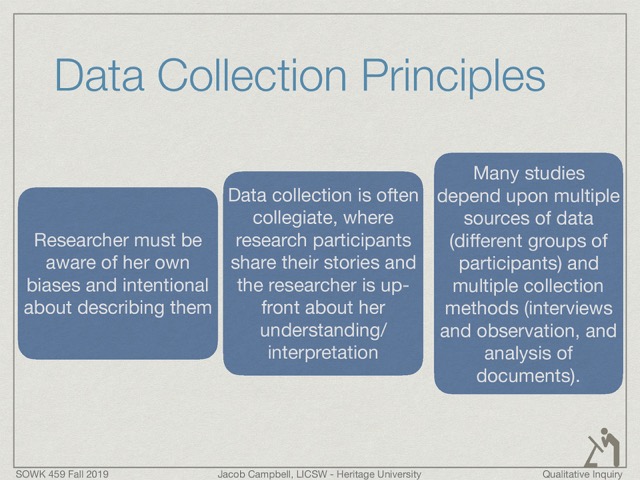 Data Collection Principles
Researcher must be
aware of her own
biases and intentional
about describing them
Data collection is often
collegiate, where
research participants
share their stories and
the researcher is up-
front about her
understanding/
interpretation
Many studies
depend upon multiple
sources of data
(different groups of
participants) and
multiple collection
methods (interviews
and observation, and
analysis of
documents).
SOWK 459 Fall 2019
Jacob Campbell, LICSW - Heritage University
Qualitative Inquiry